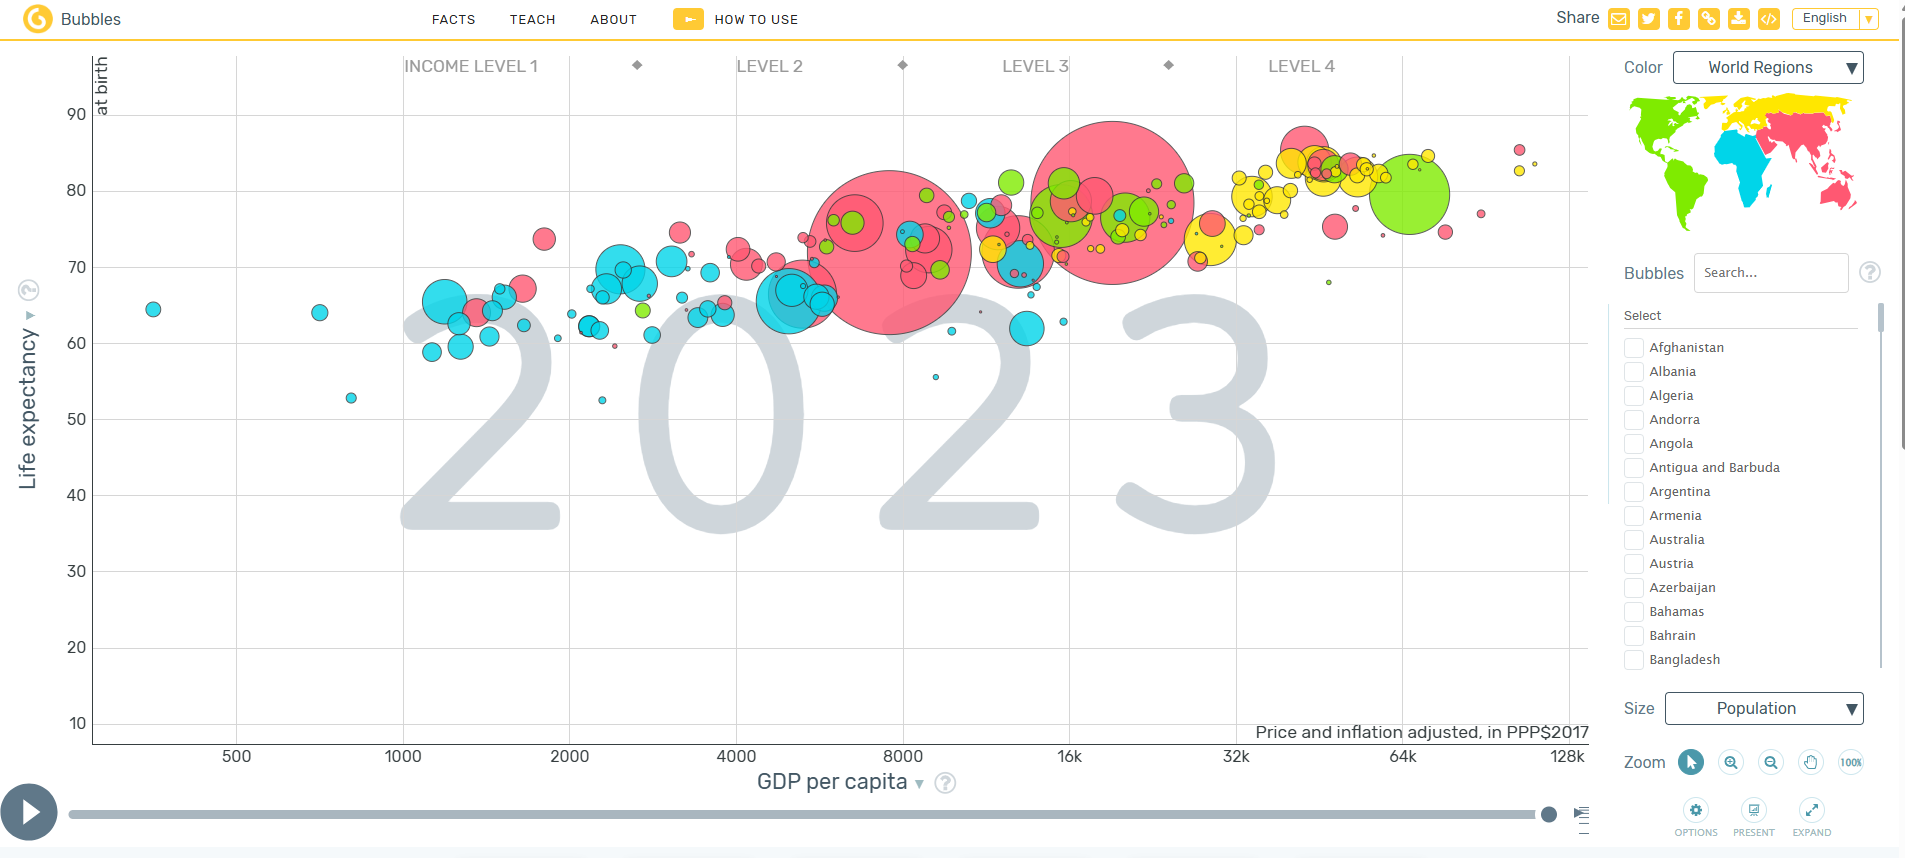 Bubbles
FACTS TEACH ABOUT HOW TO USE
Share
English
INCOME LEVEL 1 LEVEL 2 LEVEL 3 LEVEL 4
at birth
Life expectancy
90
80
70
60
50
40
30
20
10
2023
Price and inflation adjusted, in PPP$2017
500 1000 2000 4000 8000 16k 32k 64k 128k
GDP per capita ?
Color World Regions
Bubbles Search... ?
Select
Afghanistan
Albania
Algeria
Andorra
Angola
Antigua and Barbuda
Argentina
Armenia
Australia
Austria
Azerbaijan
Bahamas
Bahrain
Bangladesh
Size Population
Zoom 100%
OPTIONS PRESENT EXPAND